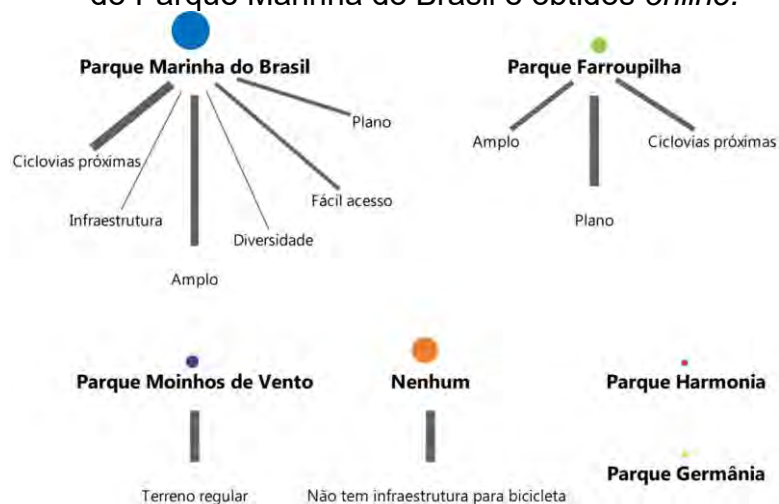 do Parque Marinha do Brasil e obtidos online.
Parque Marinha do Brasil
Plano
Ciclovias próximas
Fácil acesso
Infraestrutura
Diversidade
Amplo
Parque Farroupilha
Amplo
Ciclovias próximas
Plano
Parque Moinhos de Vento
Terreno regular
Nenhum
Não tem infraestrutura para bicicleta
Parque Harmonia
Parque Germânia